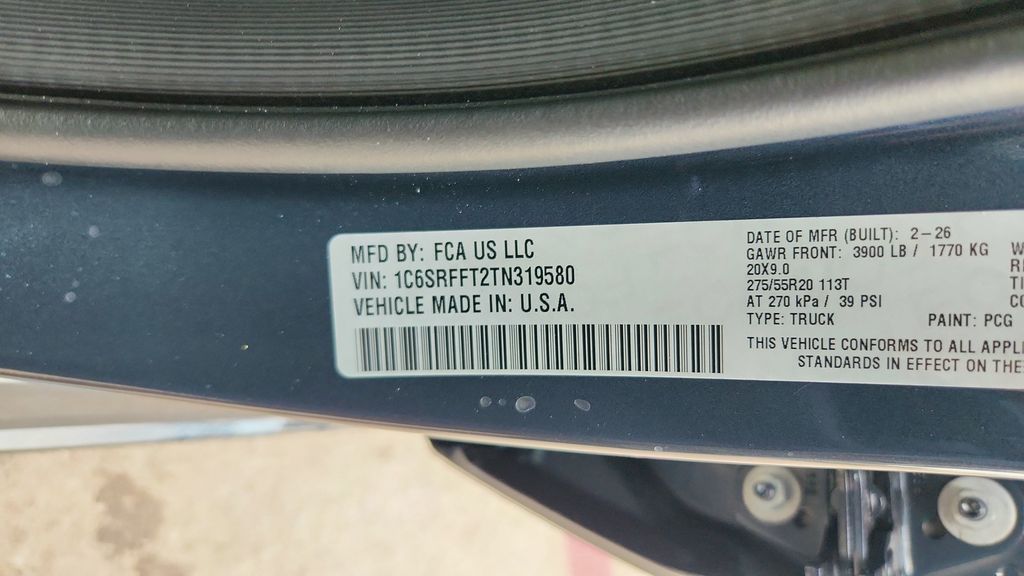 MFD BY: FCA US LLC
VIN: 1C6SRFFT2TN319580
VEHICLE MADE IN: U.S.A.
DATE OF MFR (BUILT): 2-26
GAWR FRONT: 3900 LB / 1770 KG
20X9.0
275/55R20 113T
AT 270 kPa / 39 PSI
TYPE: TRUCK PAINT: PCG
THIS VEHICLE CONFORMS TO ALL
STANDARDS IN EFFECT ON